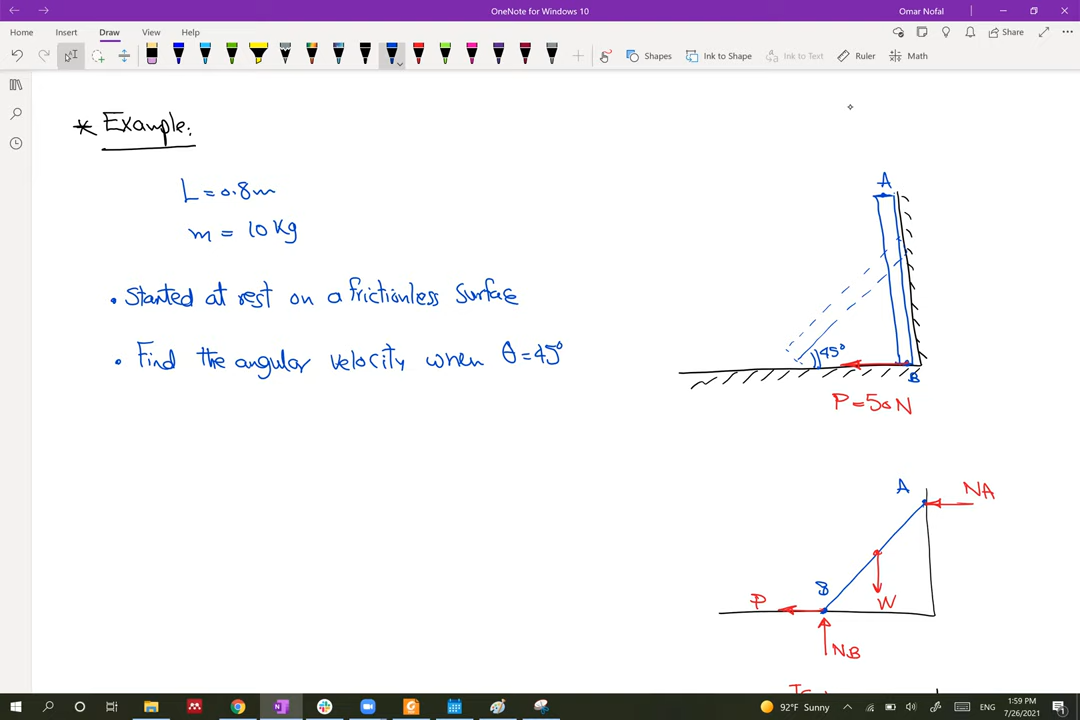 OneNote for Windows 10
Omar Nofal
Home
Insert
Draw
View
Help
Share
Shapes
Ink to Shape
Ink to Text
Ruler
Math
* Example:
L = 0.8m
m = 10 Kg
• Started at rest on a frictionless surface
• Find the angular velocity when θ = 45°
A
45°
B
P = 50 N
A
NA
B
P
W
NB
92°F Sunny
ENG
1:59 PM
7/26/2021